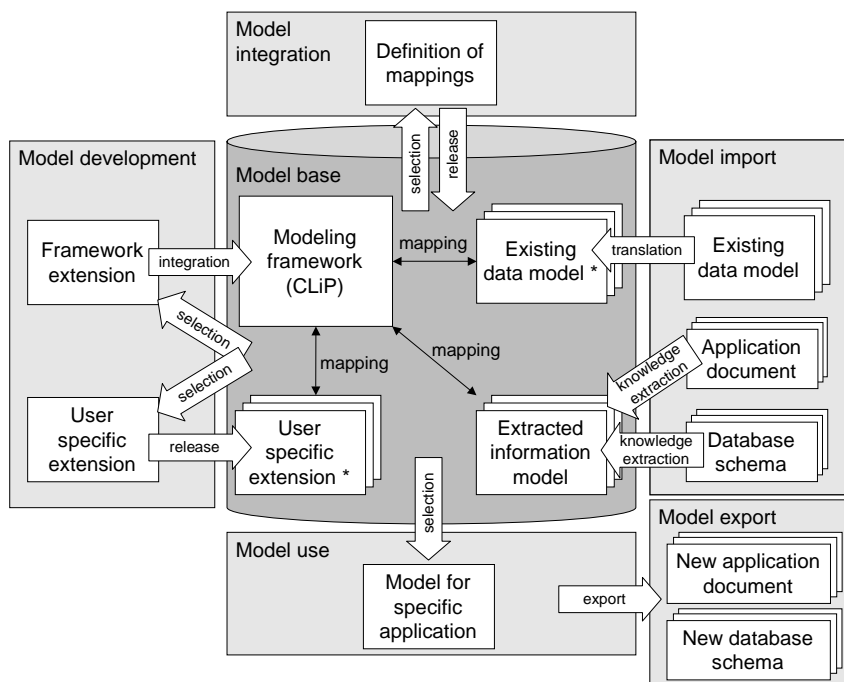 Model
integration
Definition of
mappings
selection
release
Model development
Framework
extension
integration
selection
selection
User
specific
extension
release
Model base
Modeling
framework
(CLiP)
mapping
Existing
data model *
mapping
mapping
User
specific
extension *
Extracted
information
model
selection
Model import
translation
Existing
data model
knowledge
extraction
Application
document
knowledge
extraction
Database
schema
Model use
Model for
specific
application
export
Model export
New application
document
New database
schema